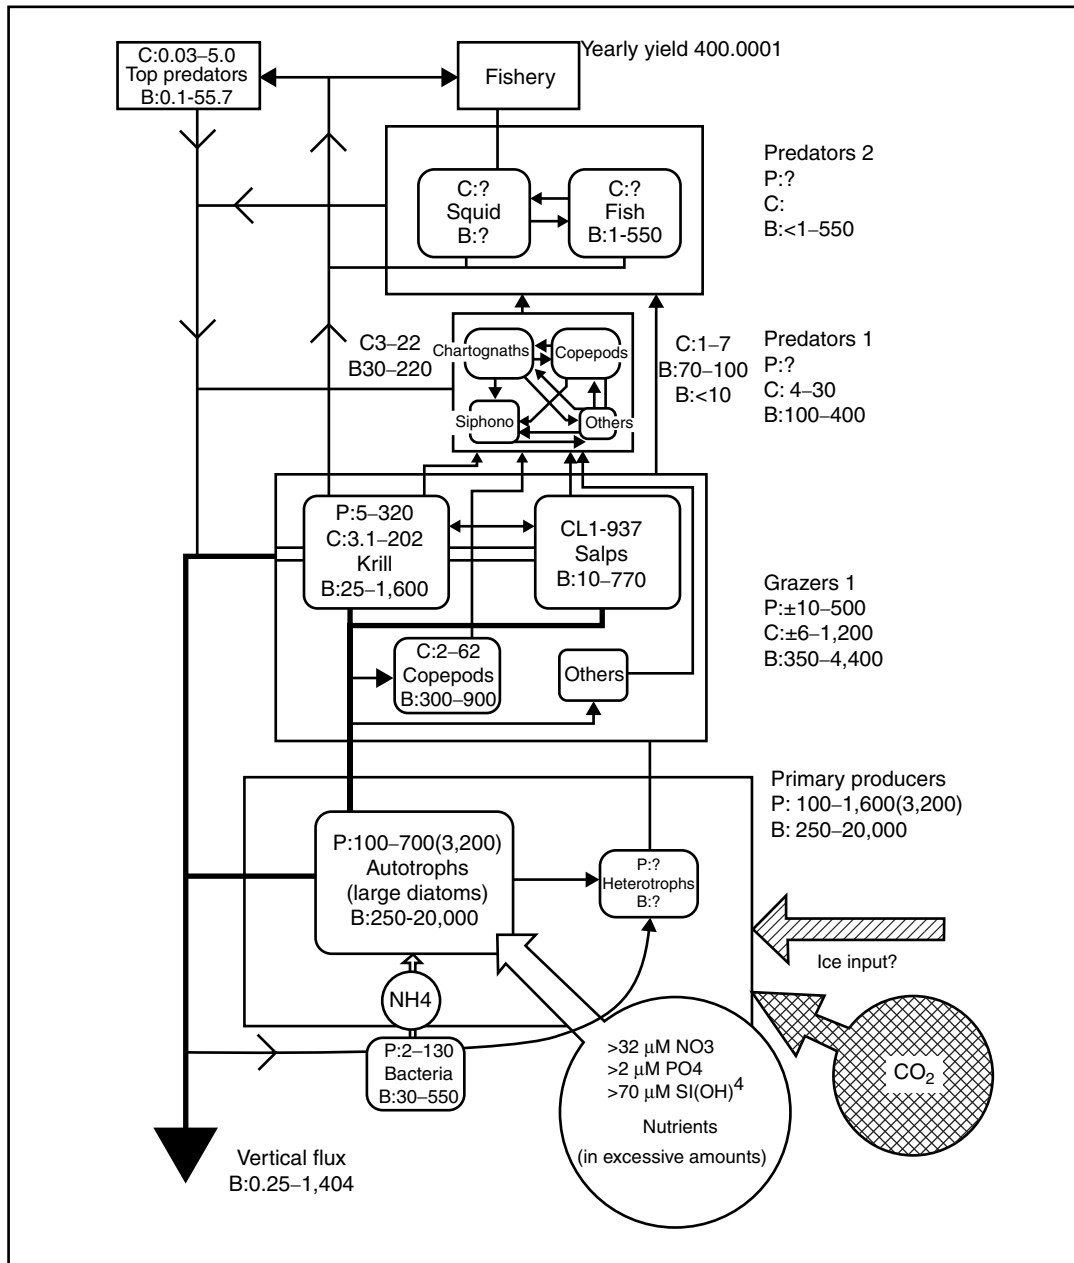 C:0.03–5.0
Top predators
B:0.1-55.7
Fishery
Yearly yield 400.0001
C:?
Squid
B:?
C:?
Fish
B:1-550
Predators 2
P:?
C:
B:<1–550
C3–22
B30–220
Chartognaths
Copepods
Siphono
Others
C:1–7
B:70–100
B:<10
Predators 1
P:?
C: 4–30
B:100–400
P:5–320
C:3.1–202
Krill
B:25–1,600
CL1-937
Salps
B:10–770
C:2–62
Copepods
B:300–900
Others
Grazers 1
P:±10–500
C:±6–1,200
B:350–4,400
Primary producers
P: 100–1,600(3,200)
B: 250–20,000
P:100–700(3,200)
Autotrophs
(large diatoms)
B:250-20,000
P:?
Heterotrophs
B:?
Ice input?
NH4
P:2–130
Bacteria
B:30–550
>32 μM NO3
>2 μM PO4
>70 μM SI(OH)⁴
Nutrients
(in excessive amounts)
CO₂
Vertical flux
B:0.25–1,404